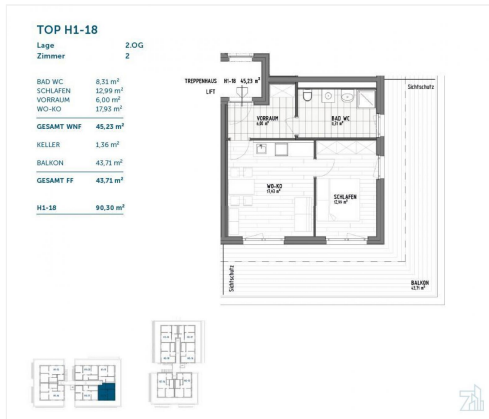 TOP H1-18
Lage 2.OG
Zimmer 2
BAD WC 8,31 m²
SCHLAFEN 12,99 m²
VORRAUM 6,00 m²
WO-KO 17,93 m²
GESAMT WNF 45,23 m²
KELLER 1,36 m²
BALKON 43,71 m²
GESAMT FF 43,71 m²
H1-18 90,30 m²
TREPPENHAUS H1-18 45,23 m²
LIFT
Sichtschutz
VORRAUM
BAD WC
WO-KO
SCHLAFEN
Sichtschutz
BALKON
43,71 m²